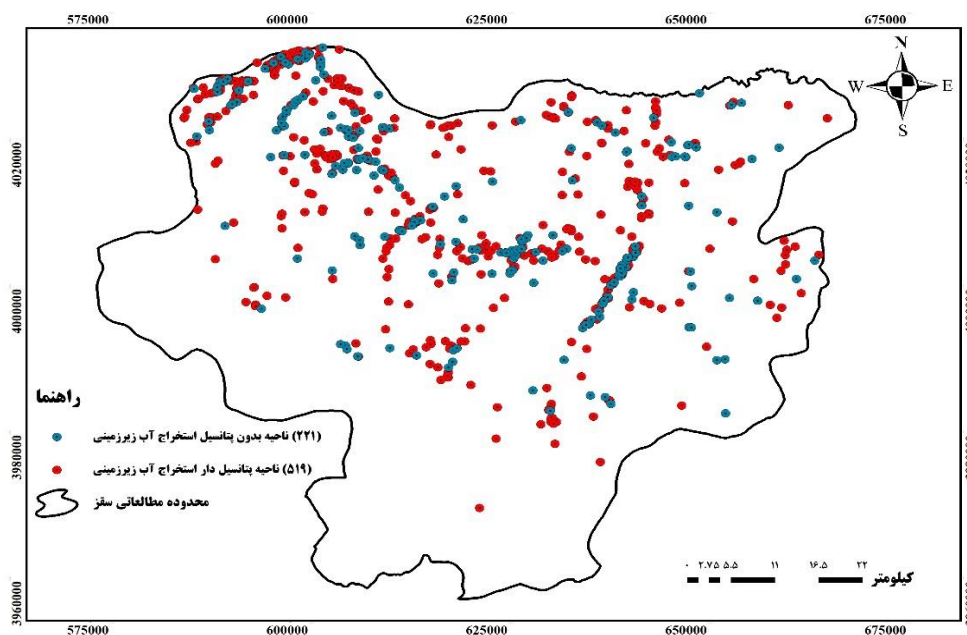 575000 600000 625000 650000 675000
N
W E
S
4020000
4000000
3980000
3960000
راهنما
ناحیه بدون پتانسیل استخراج آب زیرزمینی (۲۲۱)
ناحیه پتانسیل دار استخراج آب زیرزمینی (۵۱۹)
محدوده مطالعاتی سقز
۰ ۲.۷۵ ۵.۵ ۱۱ ۱۶.۵ ۲۲
کیلومتر
575000 600000 625000 650000 675000